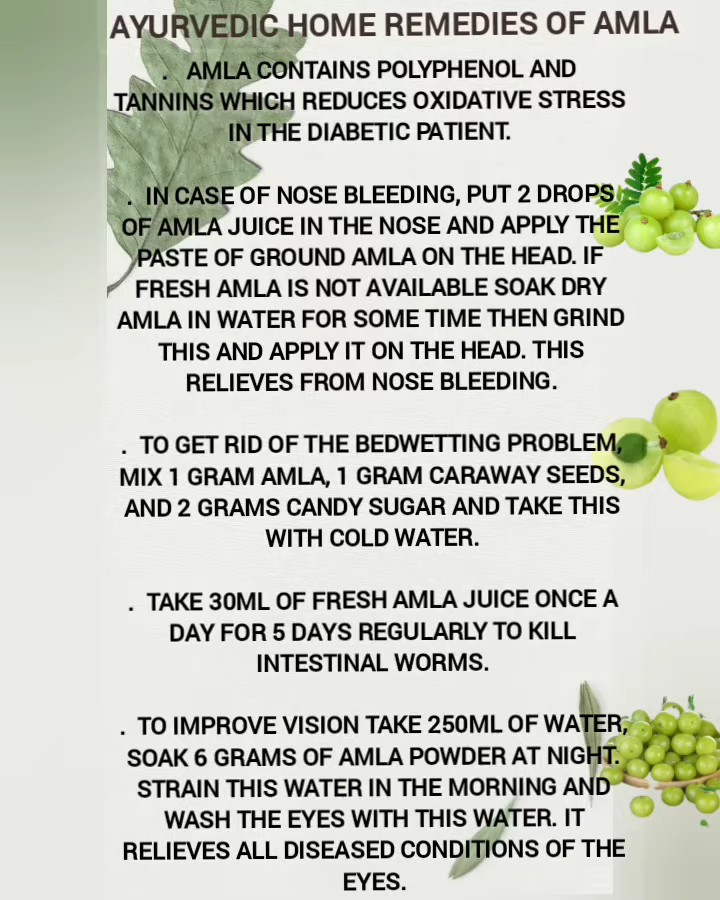 AYURVEDIC HOME REMEDIES OF AMLA
. AMLA CONTAINS POLYPHENOL AND
TANNINS WHICH REDUCES OXIDATIVE STRESS
IN THE DIABETIC PATIENT.
. IN CASE OF NOSE BLEEDING, PUT 2 DROPS
OF AMLA JUICE IN THE NOSE AND APPLY THE
PASTE OF GROUND AMLA ON THE HEAD. IF
FRESH AMLA IS NOT AVAILABLE SOAK DRY
AMLA IN WATER FOR SOME TIME THEN GRIND
THIS AND APPLY IT ON THE HEAD. THIS
RELIEVES FROM NOSE BLEEDING.
. TO GET RID OF THE BEDWETTING PROBLEM,
MIX 1 GRAM AMLA, 1 GRAM CARAWAY SEEDS,
AND 2 GRAMS CANDY SUGAR AND TAKE THIS
WITH COLD WATER.
. TAKE 30ML OF FRESH AMLA JUICE ONCE A
DAY FOR 5 DAYS REGULARLY TO KILL
INTESTINAL WORMS.
. TO IMPROVE VISION TAKE 250ML OF WATER,
SOAK 6 GRAMS OF AMLA POWDER AT NIGHT.
STRAIN THIS WATER IN THE MORNING AND
WASH THE EYES WITH THIS WATER. IT
RELIEVES ALL DISEASED CONDITIONS OF THE
EYES.